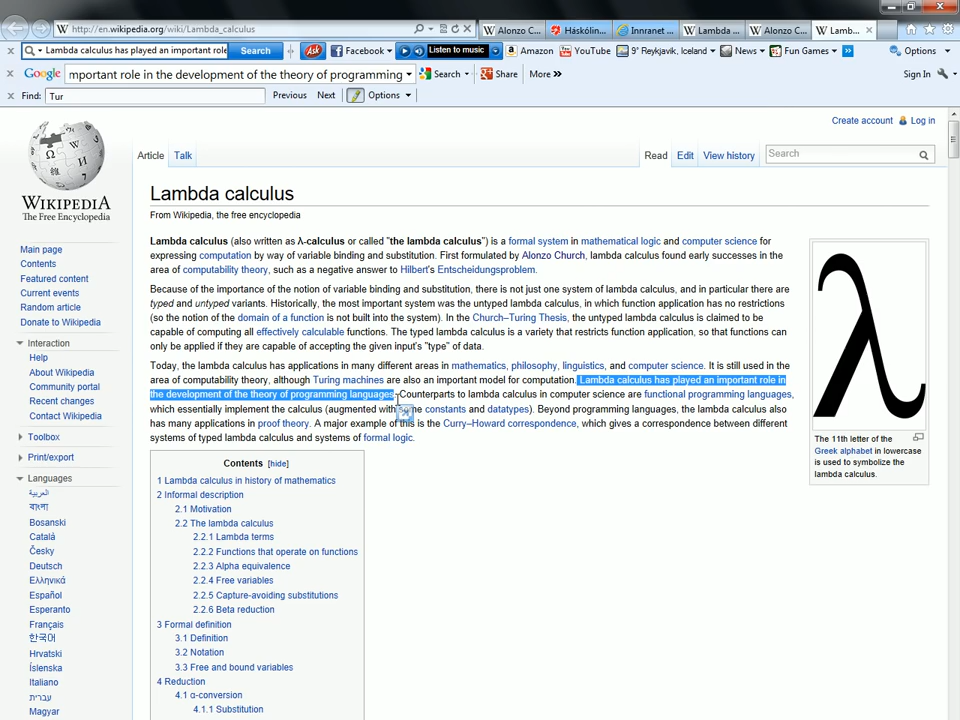 http://en.wikipedia.org/wiki/Lambda_calculus
Alonzo C...
Háskólin...
Innranet ...
Lambda ...
Alonzo C...
Lamb...
Lambda calculus has played an important role
Search
Ask
Facebook
Listen to music
Amazon
YouTube
9° Reykjavik, Iceland
News
Fun Games
Options
Google
mportant role in the development of the theory of programming
Search
Share
More »
Sign In
Find: Tur
Previous
Next
Options
Create account
Log in
WIKIPEDIA
The Free Encyclopedia
Article
Talk
Read
Edit
View history
Search
Main page
Contents
Featured content
Current events
Random article
Donate to Wikipedia
Interaction
Help
About Wikipedia
Community portal
Recent changes
Contact Wikipedia
Toolbox
Print/export
Languages
العربية
বাংলা
Bosanski
Català
Česky
Deutsch
Ελληνικά
Español
Esperanto
Français
한국어
Hrvatski
Íslenska
Italiano
עברית
Magyar
Lambda calculus
From Wikipedia, the free encyclopedia
Lambda calculus (also written as λ-calculus or called "the lambda calculus") is a formal system in mathematical logic and computer science for
expressing computation by way of variable binding and substitution. First formulated by Alonzo Church, lambda calculus found early successes in the
area of computability theory, such as a negative answer to Hilbert's Entscheidungsproblem.
Because of the importance of the notion of variable binding and substitution, there is not just one system of lambda calculus, and in particular there are
typed and untyped variants. Historically, the most important system was the untyped lambda calculus, in which function application has no restrictions
(so the notion of the domain of a function is not built into the system). In the Church–Turing Thesis, the untyped lambda calculus is claimed to be
capable of computing all effectively calculable functions. The typed lambda calculus is a variety that restricts function application, so that functions can
only be applied if they are capable of accepting the given input's "type" of data.
Today, the lambda calculus has applications in many different areas in mathematics, philosophy, linguistics, and computer science. It is still used in the
area of computability theory, although Turing machines are also an important model for computation. Lambda calculus has played an important role in
the development of the theory of programming languages. Counterparts to lambda calculus in computer science are functional programming languages,
which essentially implement the calculus (augmented with some constants and datatypes). Beyond programming languages, the lambda calculus also
has many applications in proof theory. A major example of this is the Curry–Howard correspondence, which gives a correspondence between different
systems of typed lambda calculus and systems of formal logic.
λ
The 11th letter of the
Greek alphabet in lowercase
is used to symbolize the
lambda calculus.
Contents [hide]
1 Lambda calculus in history of mathematics
2 Informal description
2.1 Motivation
2.2 The lambda calculus
2.2.1 Lambda terms
2.2.2 Functions that operate on functions
2.2.3 Alpha equivalence
2.2.4 Free variables
2.2.5 Capture-avoiding substitutions
2.2.6 Beta reduction
3 Formal definition
3.1 Definition
3.2 Notation
3.3 Free and bound variables
4 Reduction
4.1 α-conversion
4.1.1 Substitution